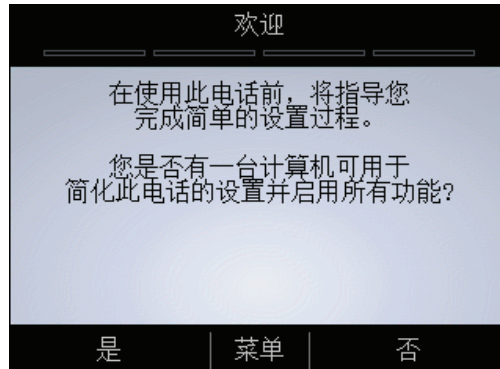 欢迎
在使用此电话前，将指导您
完成简单的设置过程。
您是否有一台计算机可用于
简化此电话的设置并启用所有功能?
是 菜单 否